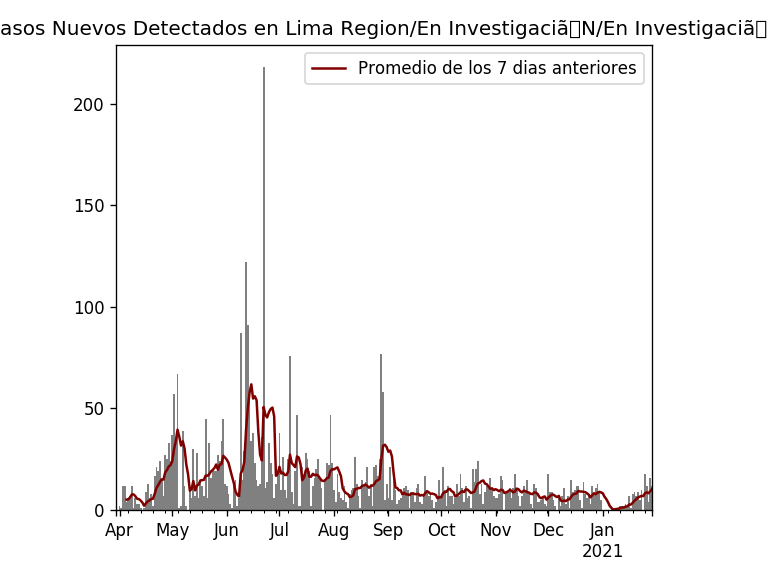 asos Nuevos Detectados en Lima Region/En Investigaciã▯N/En Investigaciã▯
Promedio de los 7 dias anteriores
200
150
100
50
0
Apr May Jun Jul Aug Sep Oct Nov Dec Jan
2021